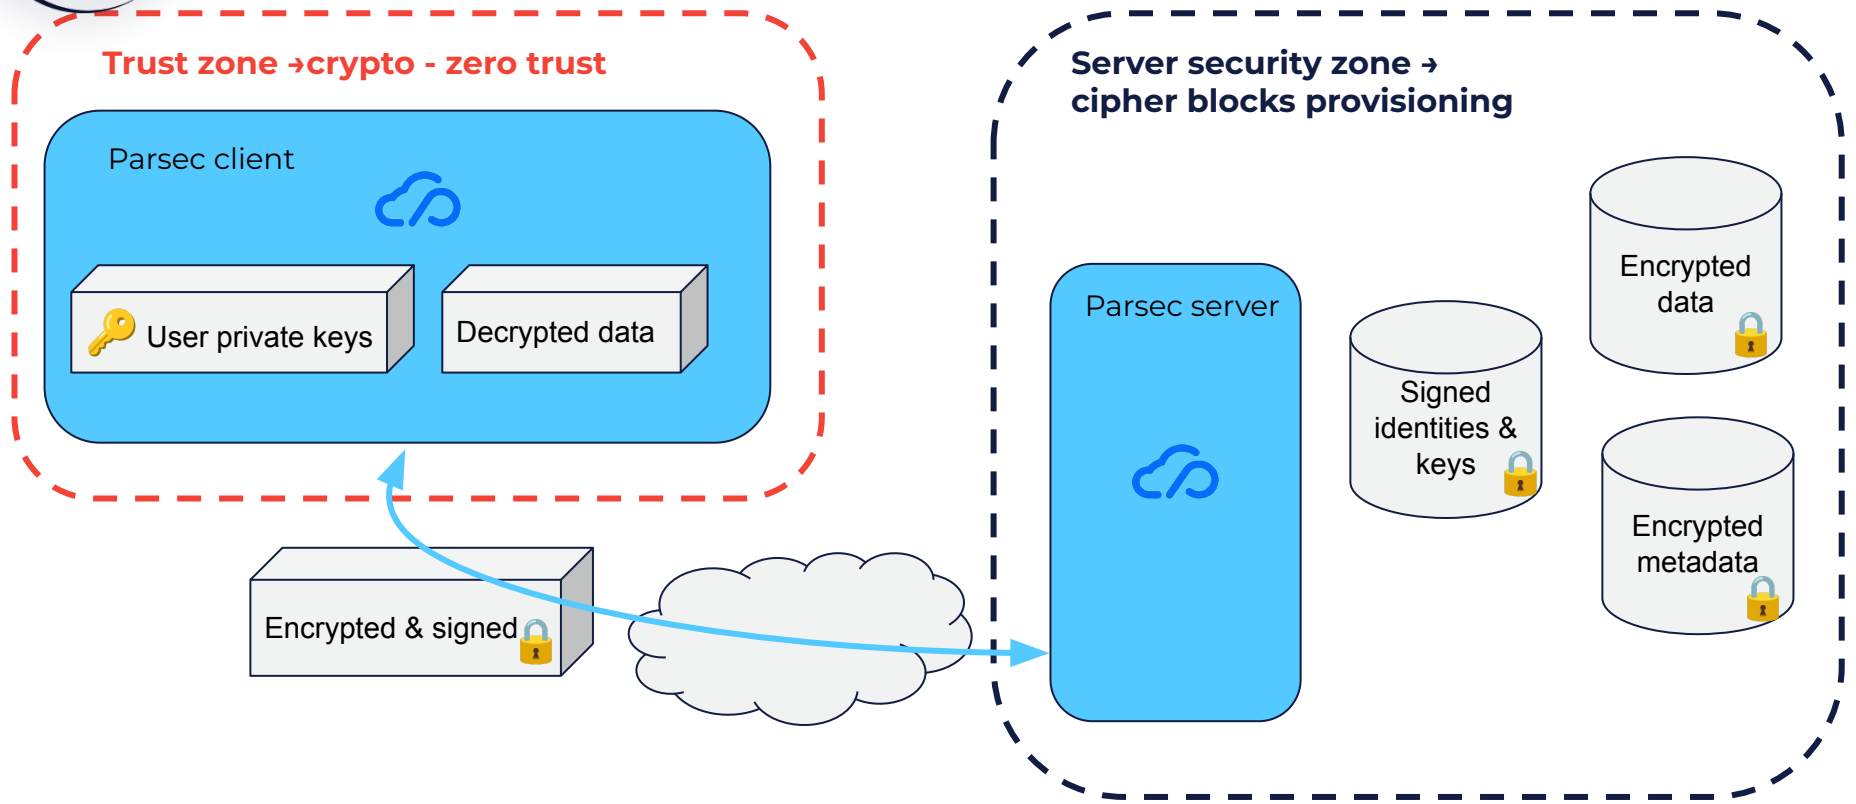 Trust zone →crypto - zero trust
Parsec client
User private keys
Decrypted data
Encrypted & signed
Server security zone →
cipher blocks provisioning
Parsec server
Signed
identities &
keys
Encrypted
data
Encrypted
metadata